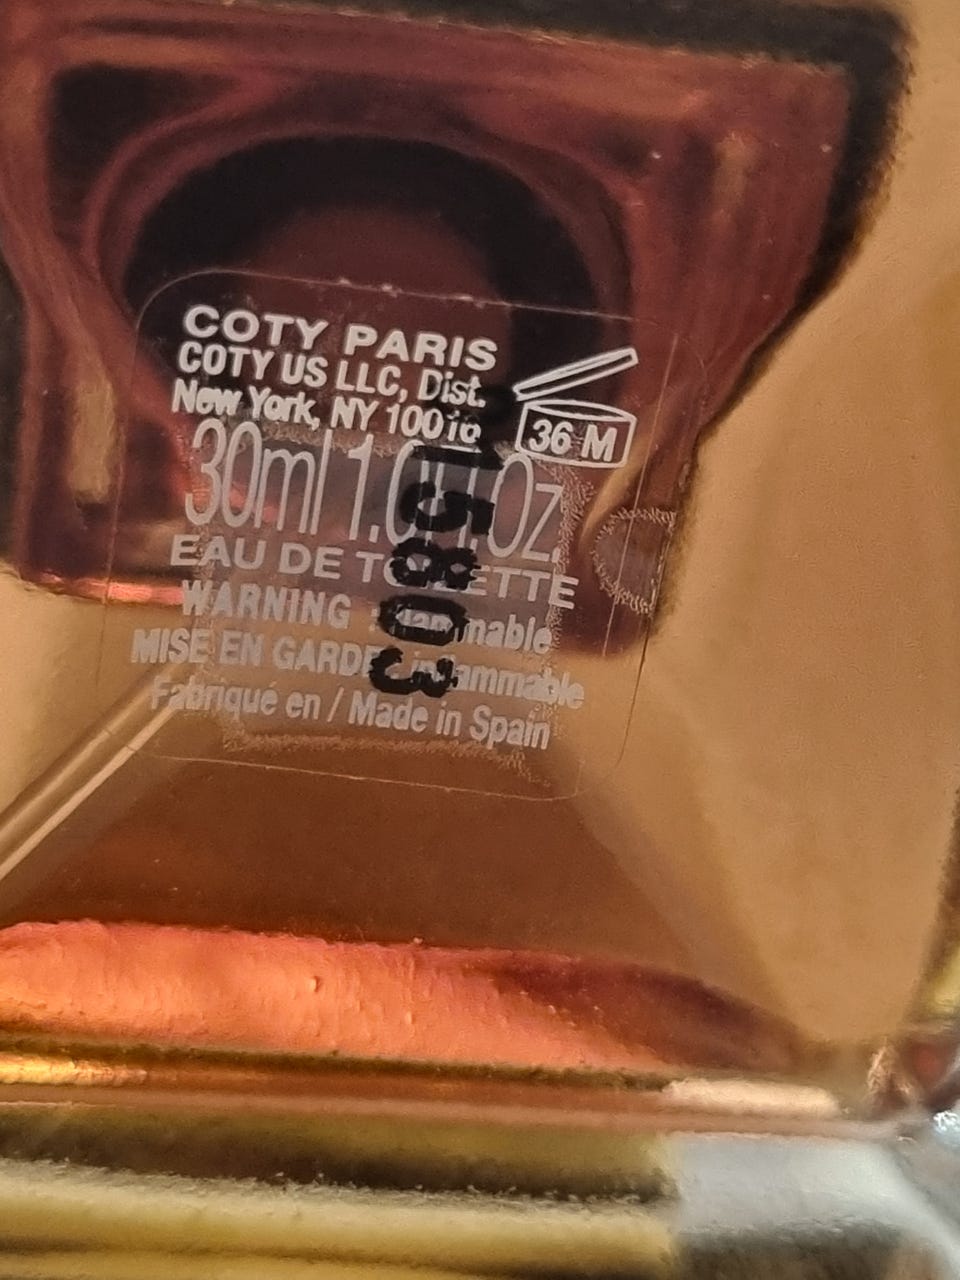 COTY PARIS
COTY US LLC, Dist.
New York, NY 10016
36 M
30ml 1.0 Fl.Oz.
EAU DE TOILETTE
WARNING : flammable
MISE EN GARDE : inflammable
Fabriqué en / Made in Spain